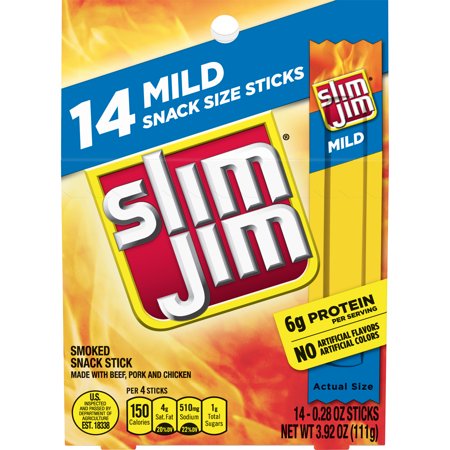 14 MILD
SNACK SIZE STICKS
slim
Jim
®
slim
Jim
MILD
6g PROTEIN
PER SERVING
NO ARTIFICIAL FLAVORS
ARTIFICIAL COLORS
SMOKED
SNACK STICK
MADE WITH BEEF, PORK AND CHICKEN
Actual Size
PER 4 STICKS
U.S.
INSPECTED
AND PASSED BY
DEPARTMENT OF
AGRICULTURE
EST. 18338
150
Calories
4g
Sat. Fat
20% DV
510mg
Sodium
22% DV
1g
Total
Sugars
14 - 0.28 OZ STICKS
NET WT 3.92 OZ (111g)